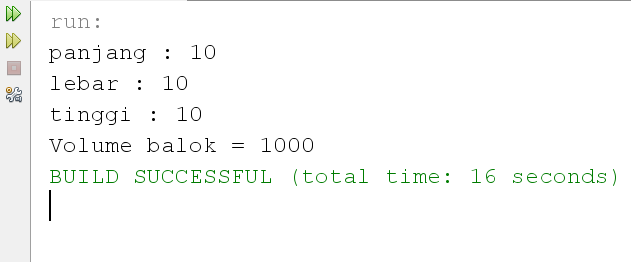 run:
panjang : 10
lebar : 10
tinggi : 10
Volume balok = 1000
BUILD SUCCESSFUL (total time: 16 seconds)